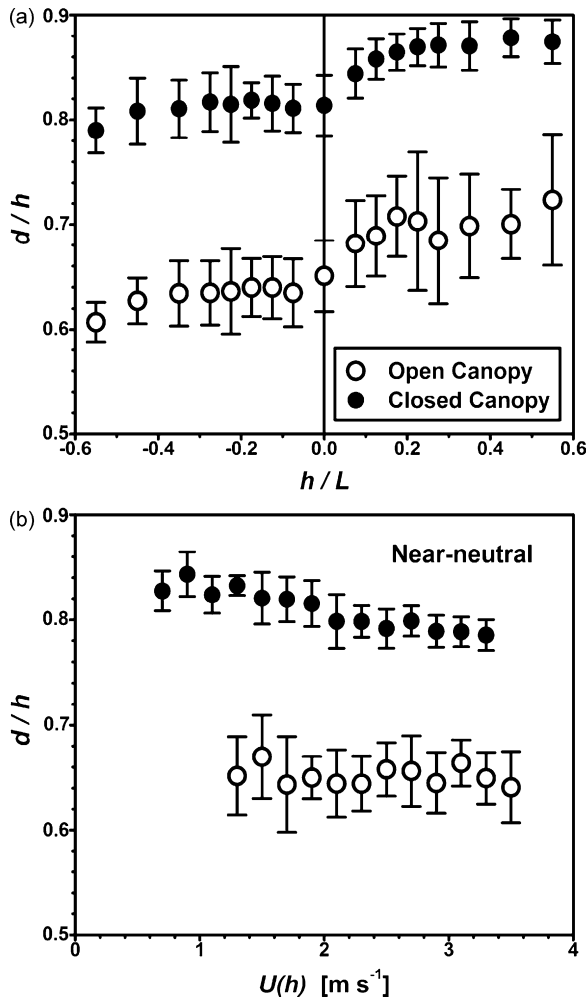 (a)
0.9
0.8
0.7
0.6
0.5
d / h
Open Canopy
Closed Canopy
-0.6 -0.4 -0.2 0.0 0.2 0.4 0.6
h / L
(b)
0.9
Near-neutral
0.8
0.7
0.6
0.5
d / h
0 1 2 3 4
U(h) [m s⁻¹]